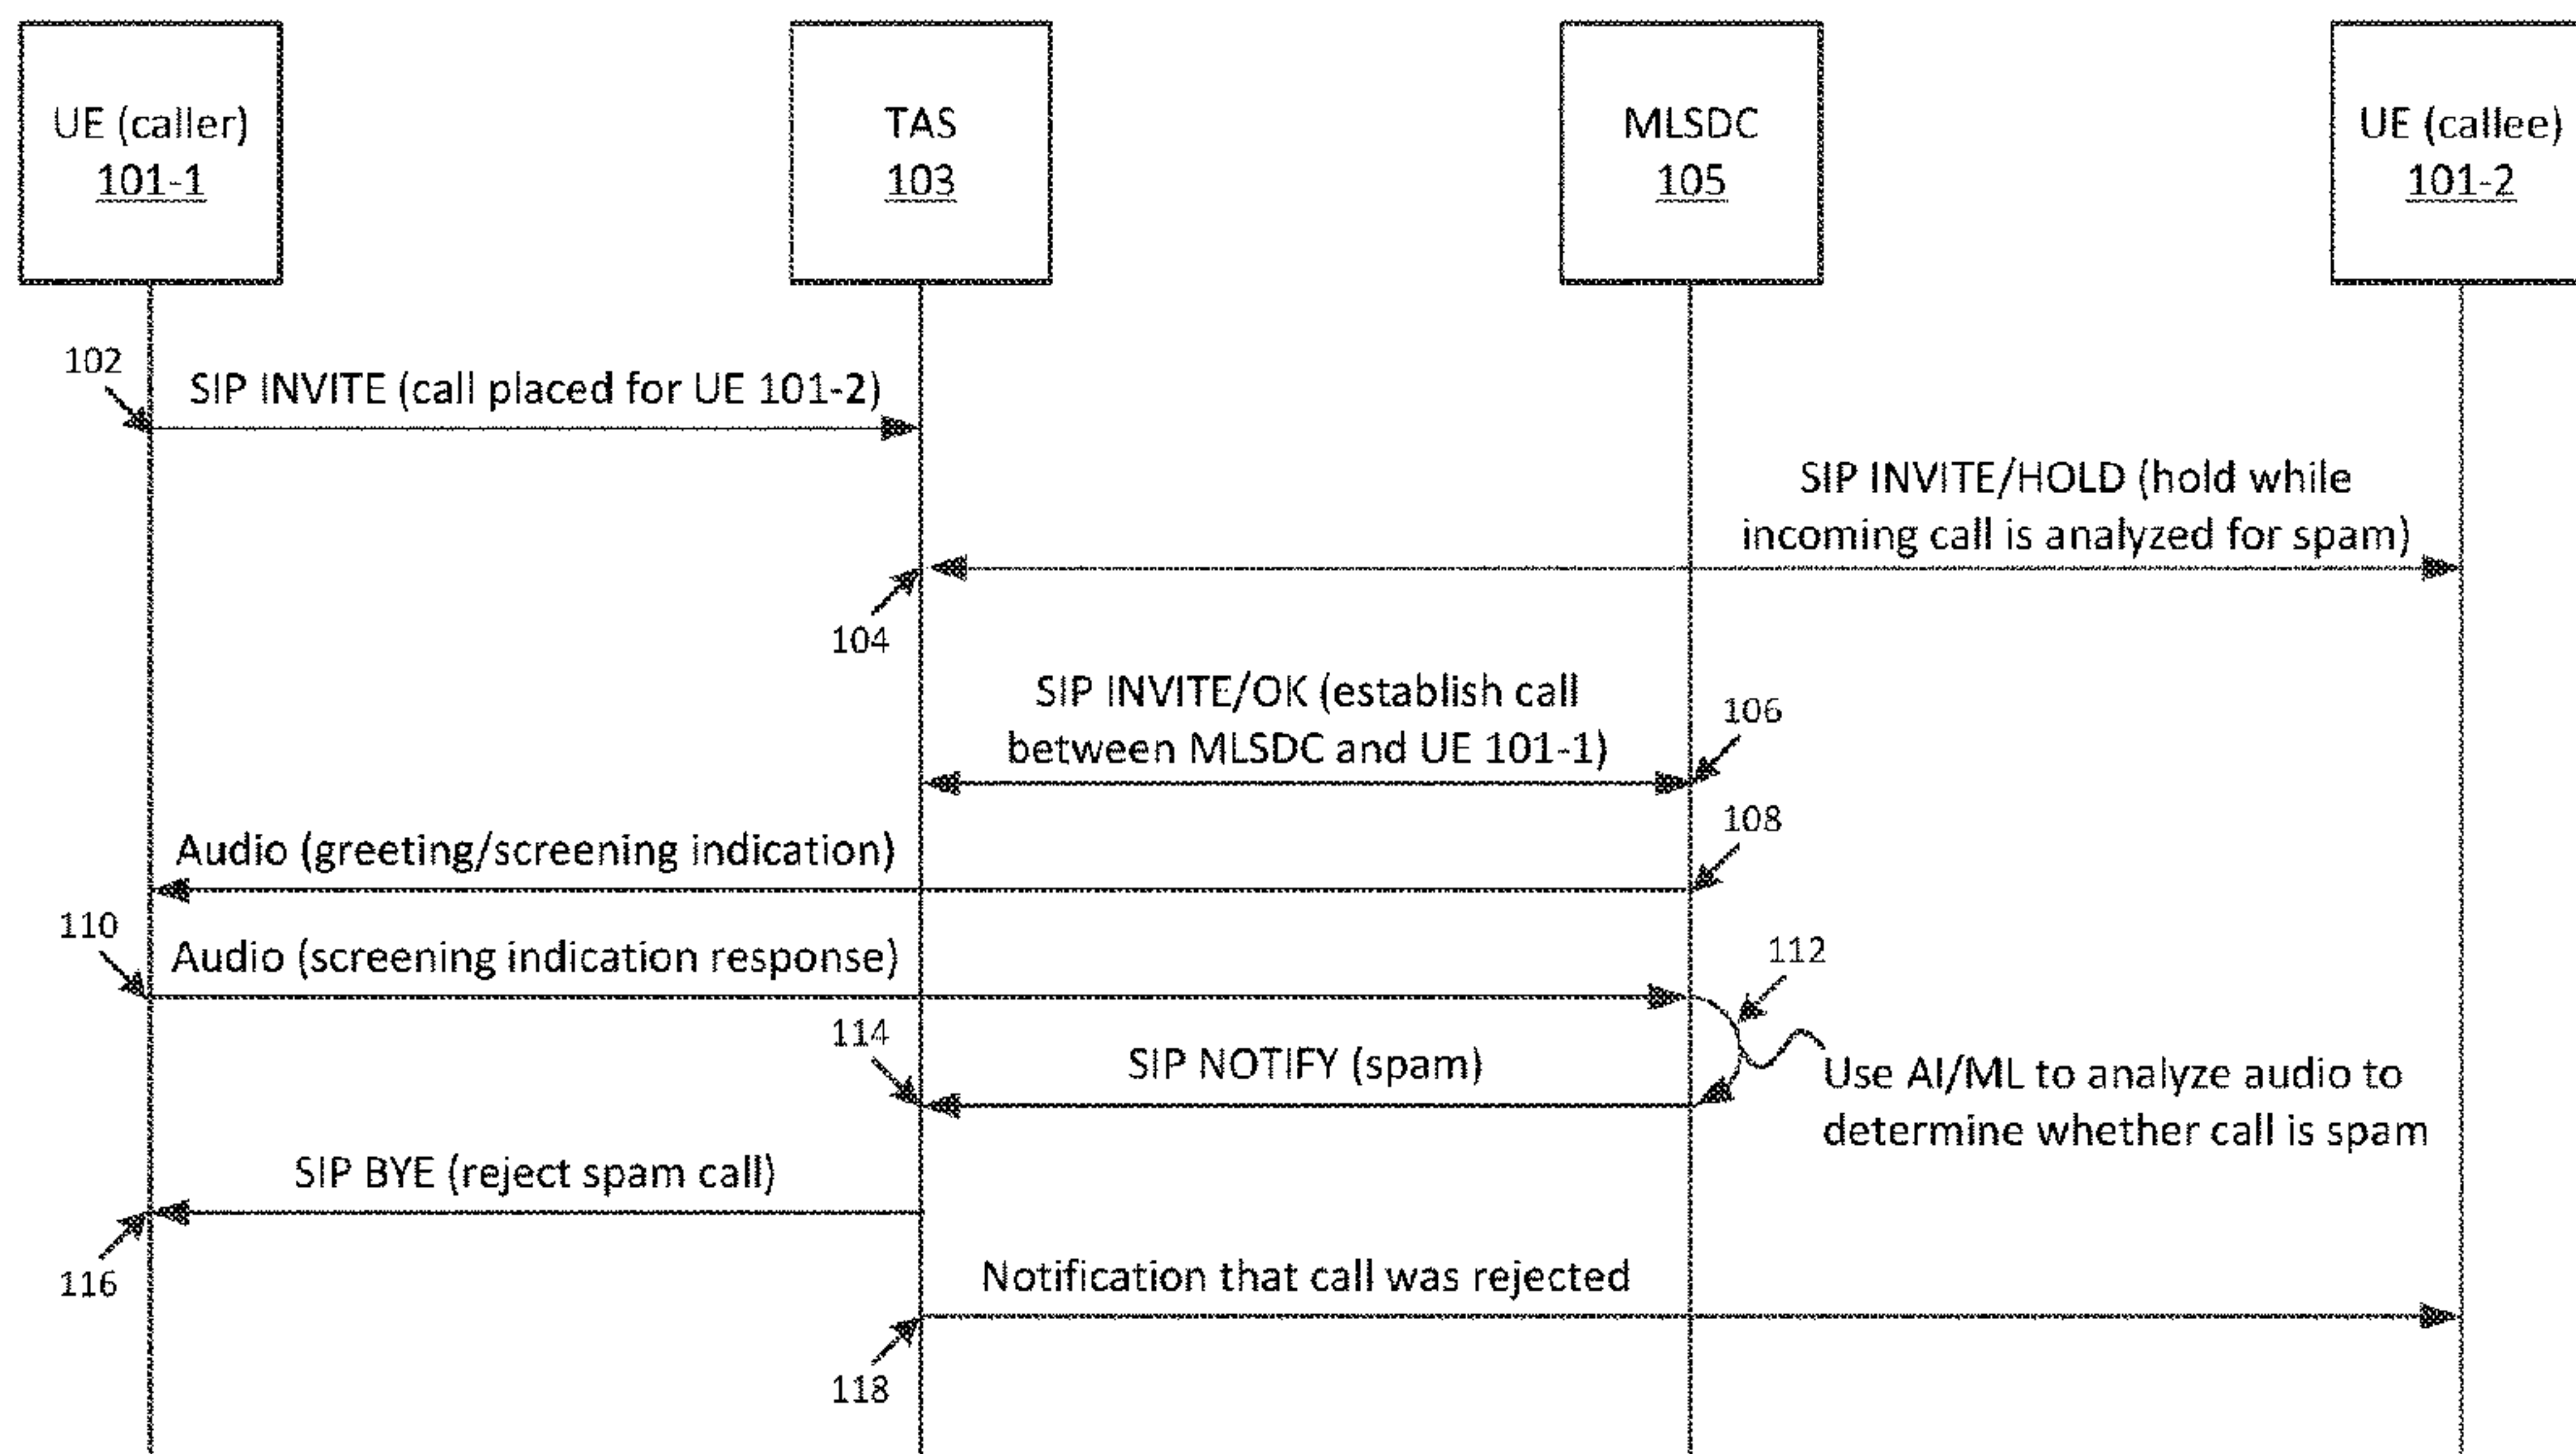 UE (caller)
101-1
TAS
103
MLSDC
105
UE (callee)
101-2
102
SIP INVITE (call placed for UE 101-2)
SIP INVITE/HOLD (hold while
incoming call is analyzed for spam)
104
SIP INVITE/OK (establish call
between MLSDC and UE 101-1)
106
108
Audio (greeting/screening indication)
110
Audio (screening indication response)
112
114
SIP NOTIFY (spam)
Use AI/ML to analyze audio to
determine whether call is spam
SIP BYE (reject spam call)
116
Notification that call was rejected
118